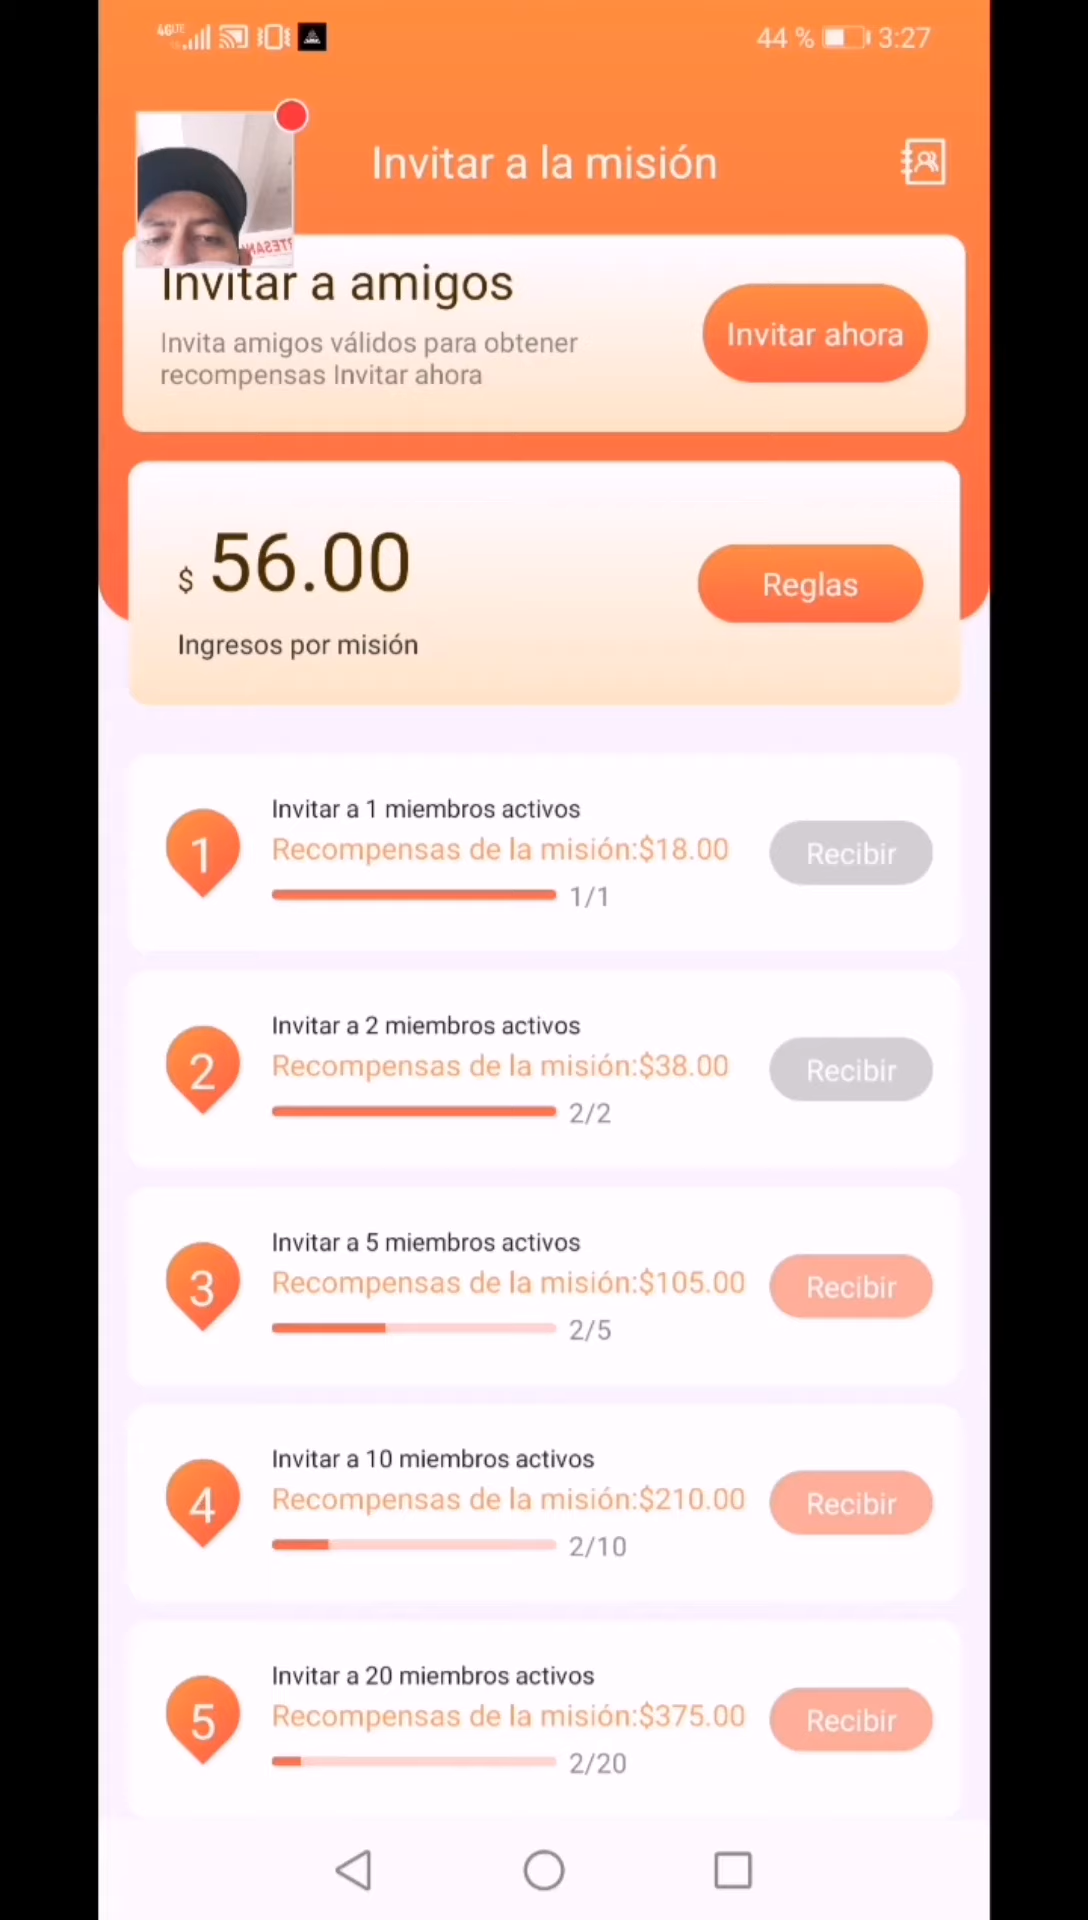 4G LTE
44 % 3:27
Invitar a la misión
Invitar a amigos
Invita amigos válidos para obtener
recompensas Invitar ahora
Invitar ahora
$ 56.00
Ingresos por misión
Reglas
1
Invitar a 1 miembros activos
Recompensas de la misión:$18.00
1/1
Recibir
2
Invitar a 2 miembros activos
Recompensas de la misión:$38.00
2/2
Recibir
3
Invitar a 5 miembros activos
Recompensas de la misión:$105.00
2/5
Recibir
4
Invitar a 10 miembros activos
Recompensas de la misión:$210.00
2/10
Recibir
5
Invitar a 20 miembros activos
Recompensas de la misión:$375.00
2/20
Recibir